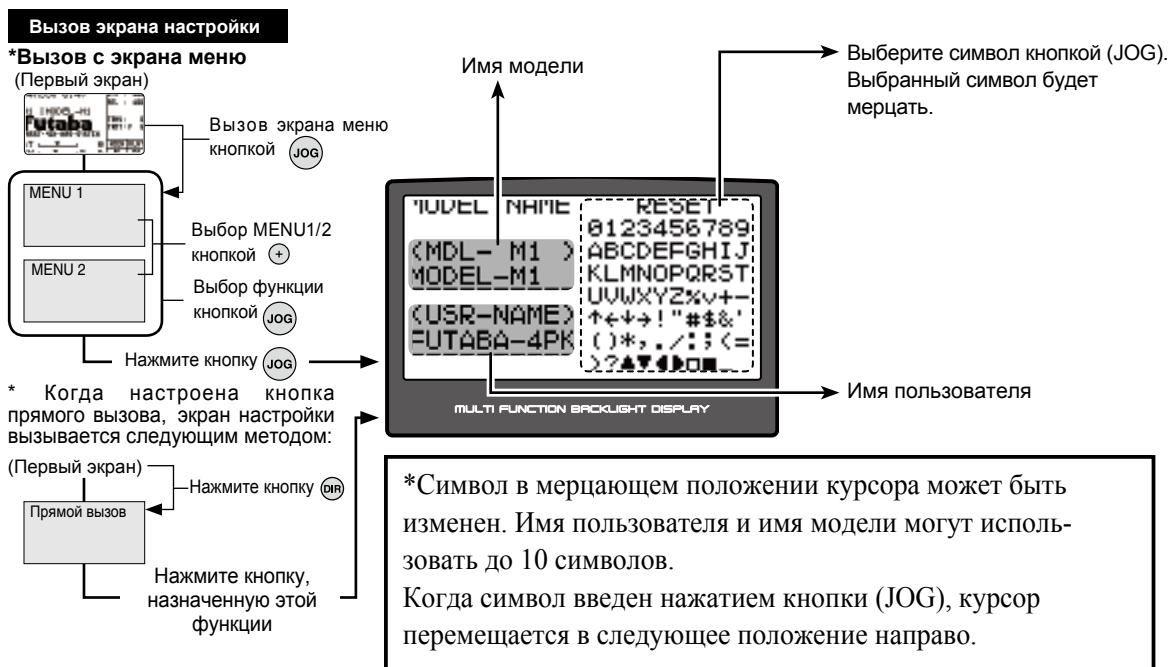 Вызов экрана настройки
*Вызов с экрана меню
(Первый экран)
Futaba
Вызов экрана меню
кнопкой JOG
MENU 1
Выбор MENU1/2
кнопкой +
MENU 2
Выбор функции
кнопкой JOG
Нажмите кнопку JOG
* Когда настроена кнопка
прямого вызова, экран настройки
вызывается следующим методом:
(Первый экран)
Нажмите кнопку DIR
Прямой вызов
Нажмите кнопку,
назначенную этой
функции
Имя модели
MODEL NAME
(MDL- M1 )
MODEL-M1
(USR-NAME)
FUTABA-4PK
RESET
0123456789
ABCDEFGHIJ
KLMNOPQRST
UVWXYZ%v+-
↑←↓→!"#$&'
()*,./:;<=
>?▲▼◀▶□■_
MULTI FUNCTION BACKLIGHT DISPLAY
Выберите символ кнопкой (JOG).
Выбранный символ будет
мерцать.
Имя пользователя
*Символ в мерцающем положении курсора может быть
изменен. Имя пользователя и имя модели могут исполь-
зовать до 10 символов.
Когда символ введен нажатием кнопки (JOG), курсор
перемещается в следующее положение направо.